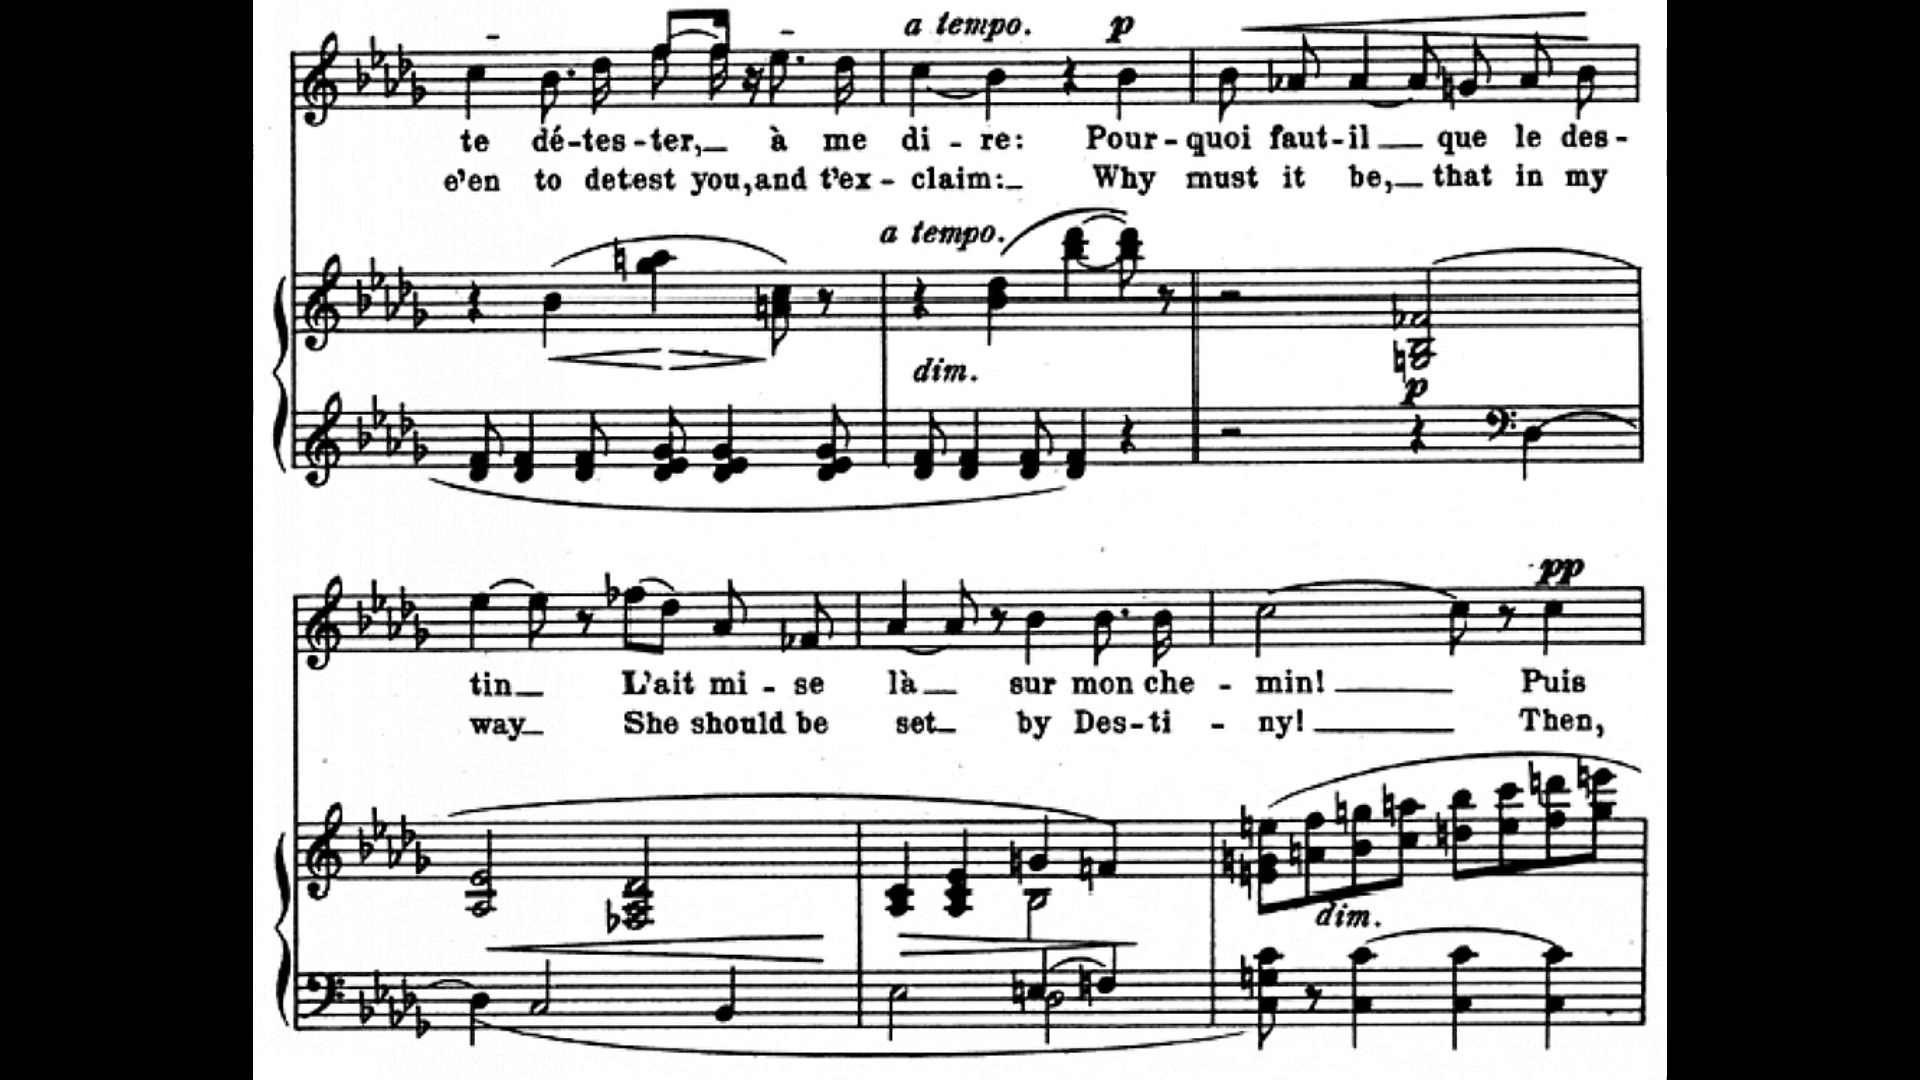 a tempo. p
te dé-tes-ter, à me di - re: Pour-quoi faut-il que le des-
e'en to detest you, and t'ex - claim: Why must it be, that in my
a tempo.
dim.
p
pp
tin L'ait mi - se là sur mon che - min! Puis
way She should be set by Des-ti - ny! Then,
dim.